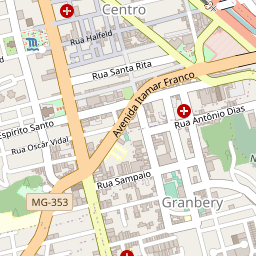 Centro
Rua Halfeld
Rua Santa Rita
Avenida Itamar Franco
Rua Antônio Dias
Espírito Santo
Rua Oscar Vidal
Rua Sampaio
MG-353
Granbery